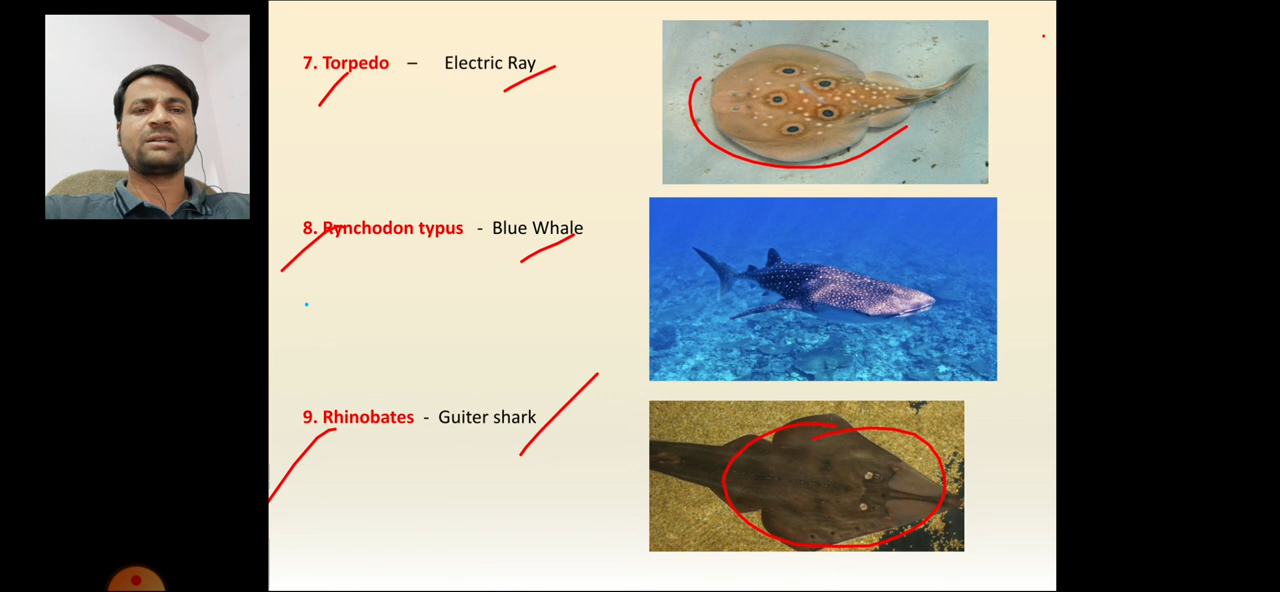 7. Torpedo – Electric Ray
8. Rynchodon typus - Blue Whale
9. Rhinobates - Guiter shark